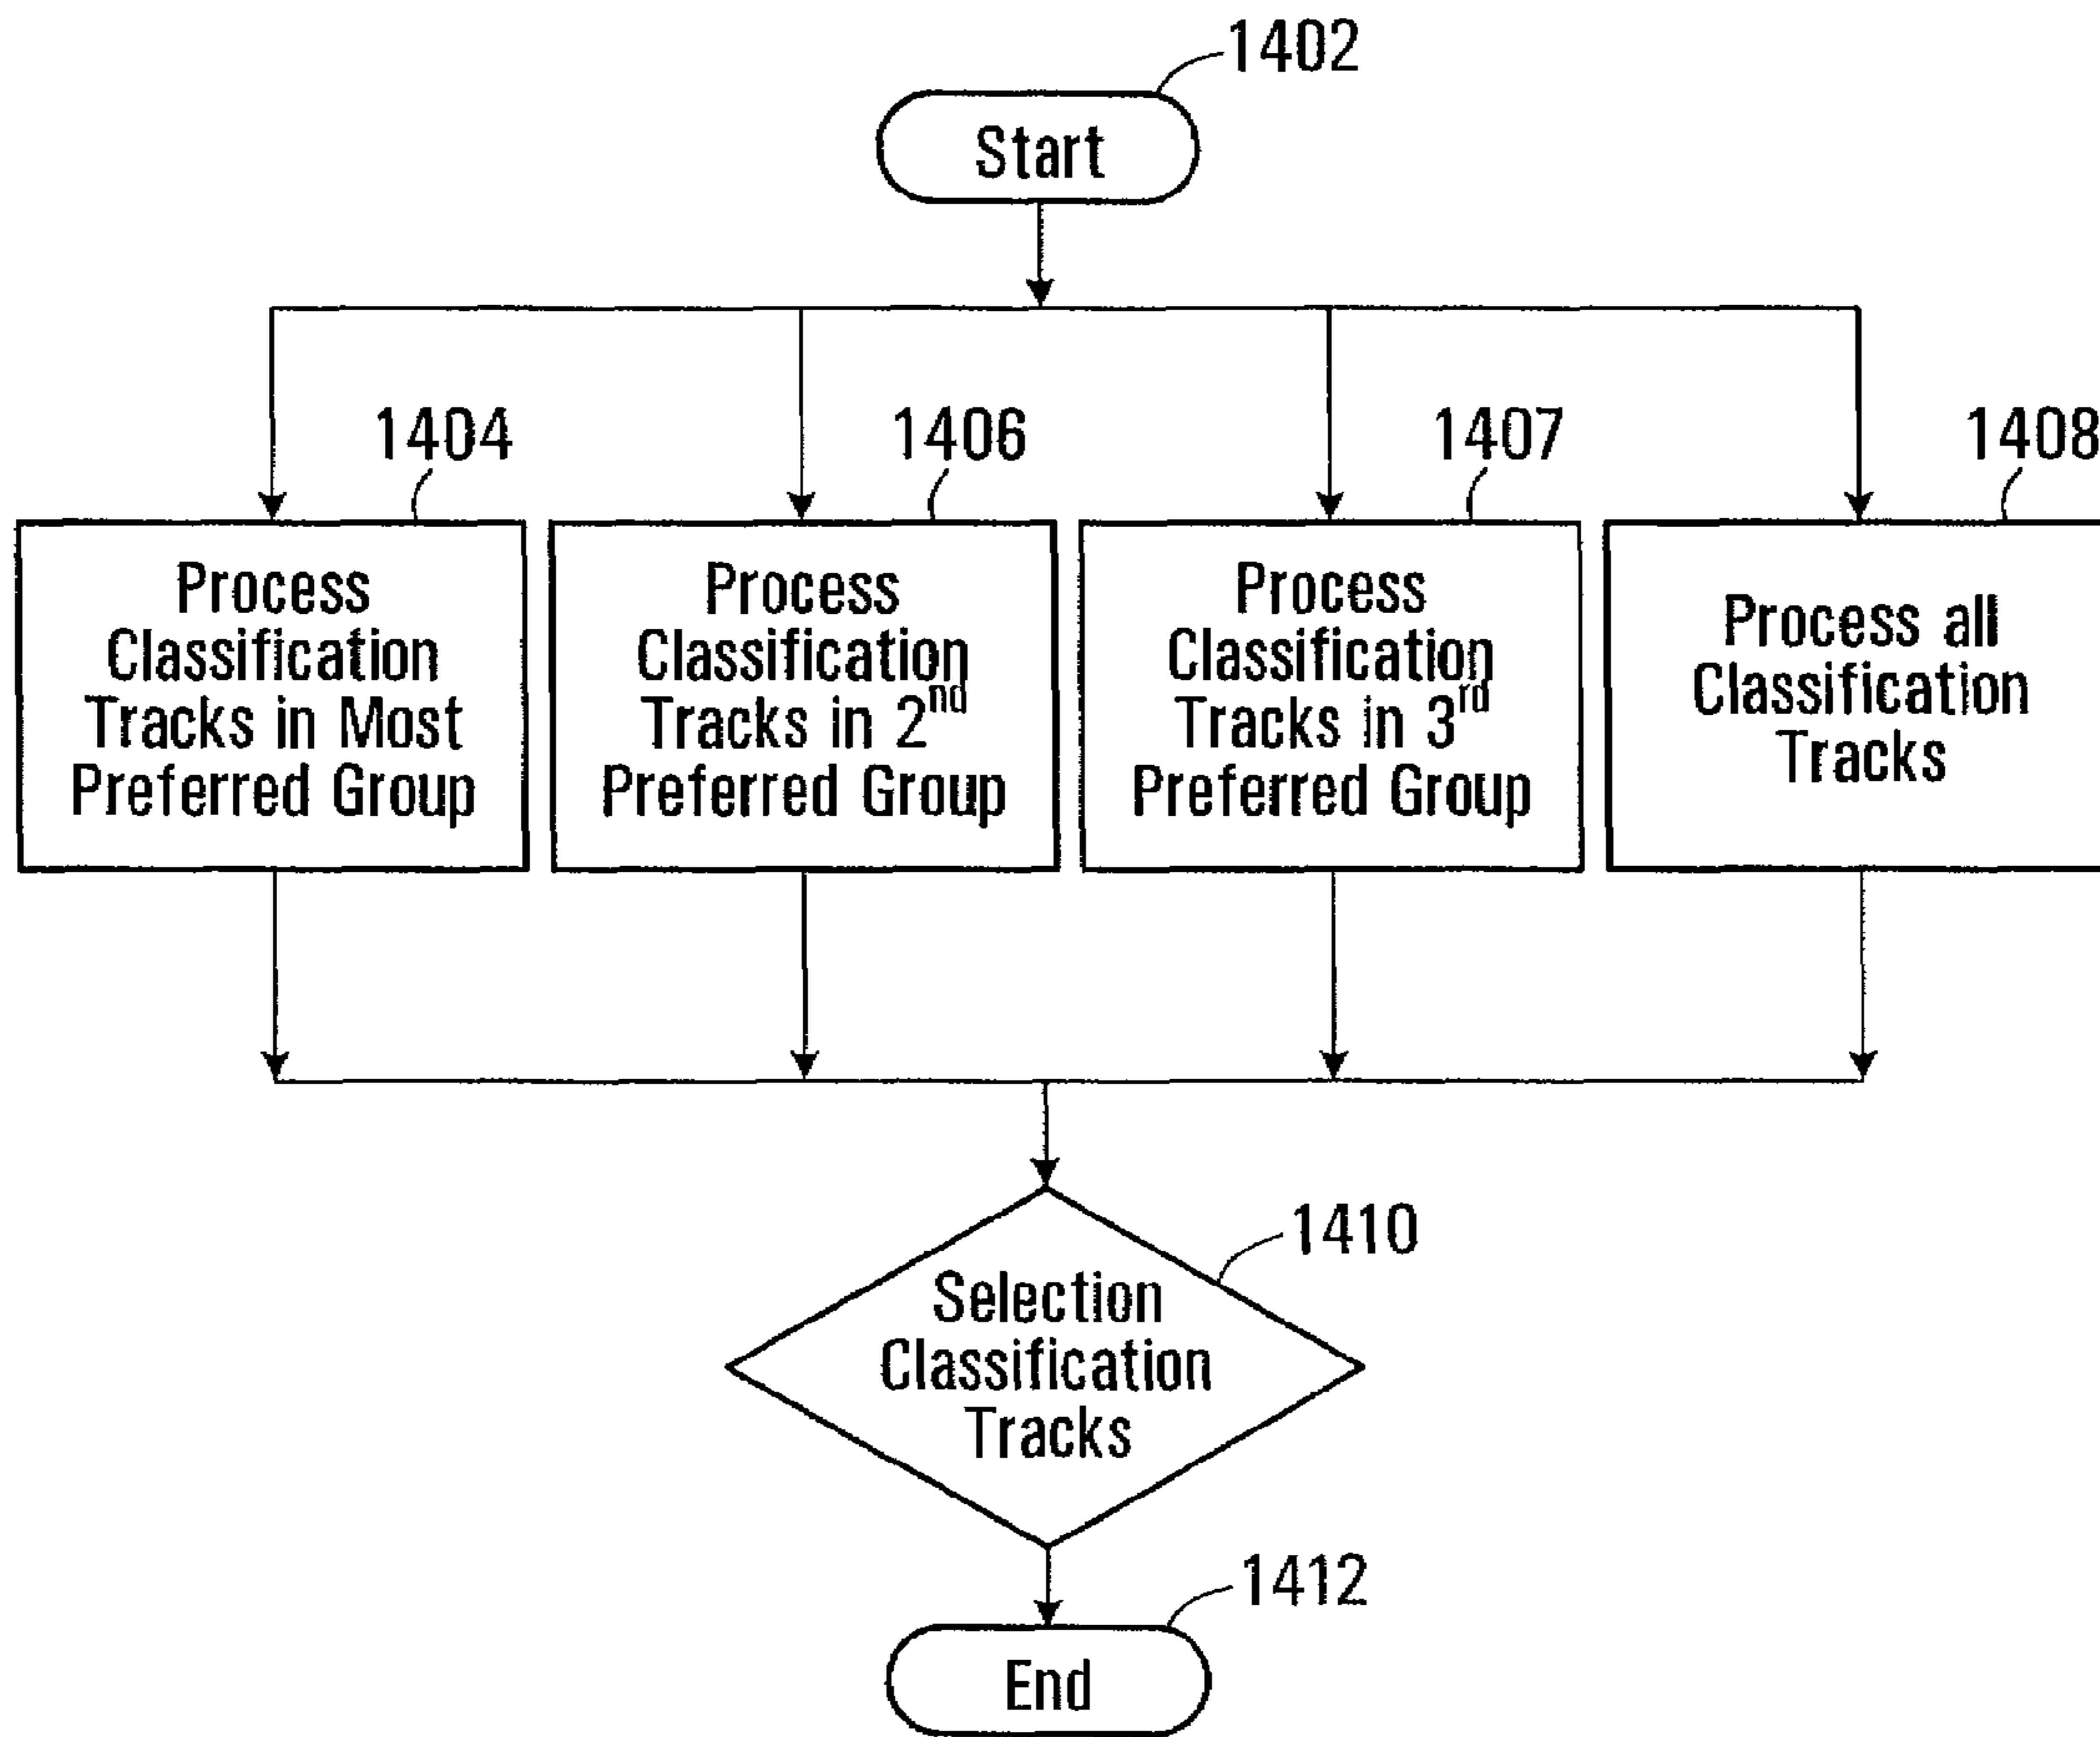 1402
Start
1404
1406
1407
1408
Process
Classification
Tracks in Most
Preferred Group
Process
Classification
Tracks in 2nd
Preferred Group
Process
Classification
Tracks in 3rd
Preferred Group
Process all
Classification
Tracks
1410
Selection
Classification
Tracks
1412
End